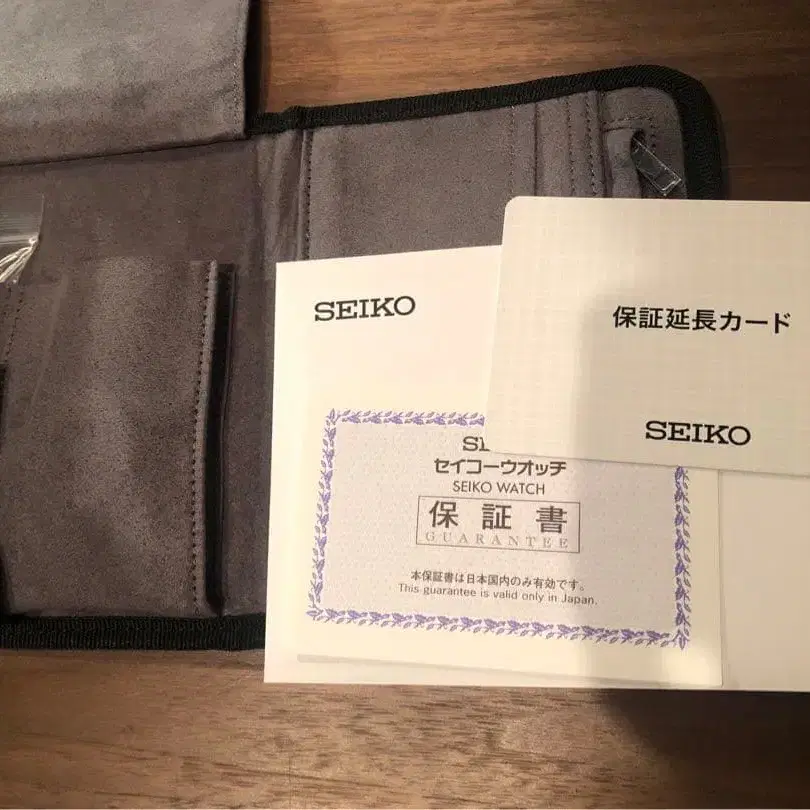 SEIKO
保証延長カード
SEIKO
セイコーウオッチ
SEIKO WATCH
保証書
GUARANTEE
本保証書は日本国内のみ有効です。
This guarantee is valid only in Japan.